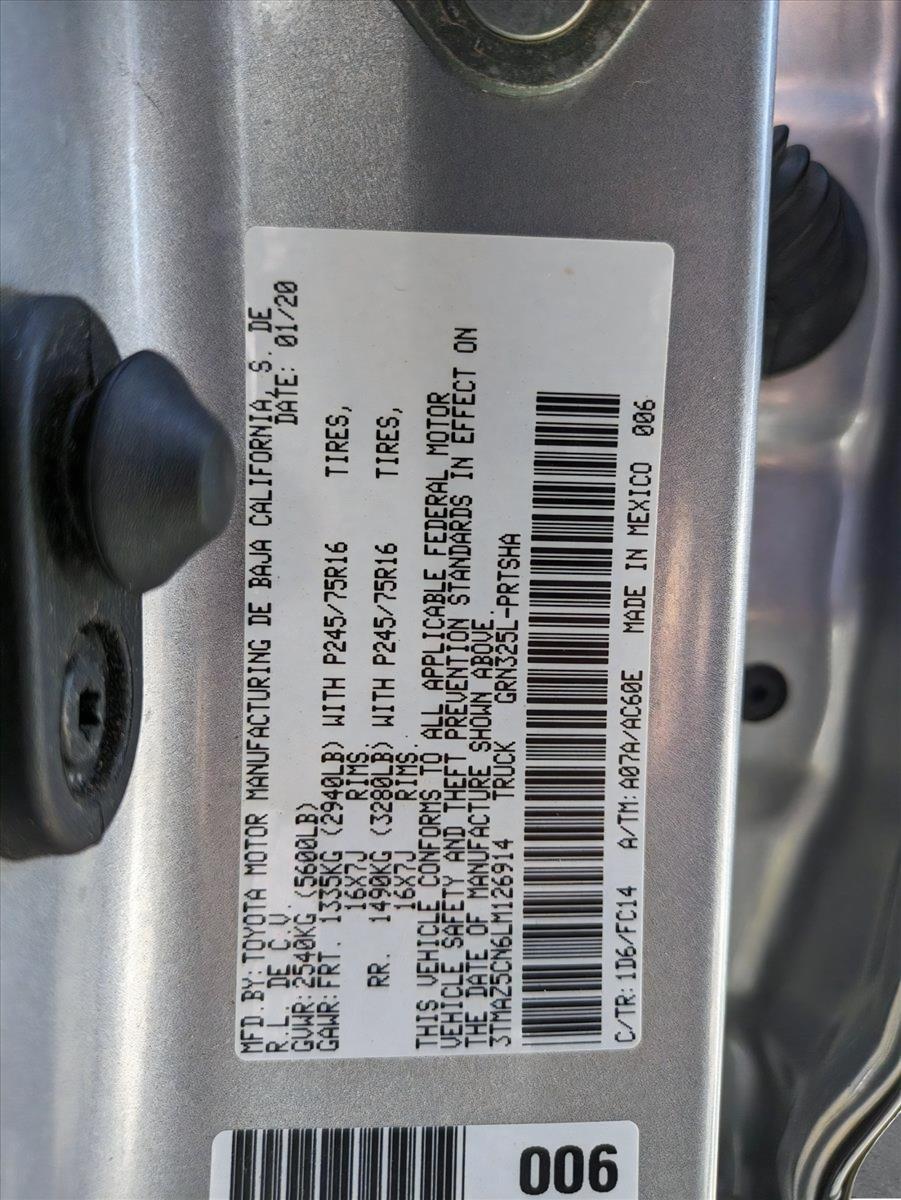 MFD.BY:TOYOTA MOTOR MANUFACTURING DE BAJA CALIFORNIA, S. DE
R.L. DE C.V. DATE: 01/20
GVWR:2540KG (5600LB)
GAWR:FRT. 1335KG (2940LB) WITH P245/75R16 TIRES,
16X7J RIMS.
RR. 1490KG (3280LB) WITH P245/75R16 TIRES,
16X7J RIMS.
THIS VEHICLE CONFORMS TO ALL APPLICABLE FEDERAL MOTOR
VEHICLE SAFETY AND THEFT PREVENTION STANDARDS IN EFFECT ON
THE DATE OF MANUFACTURE SHOWN ABOVE.
3TMAZ5CN6LM126914 TRUCK GRN325L-PRTSHA
C/TR:1D6/FC14 A/TM:A07A/AC60E MADE IN MEXICO 006
006